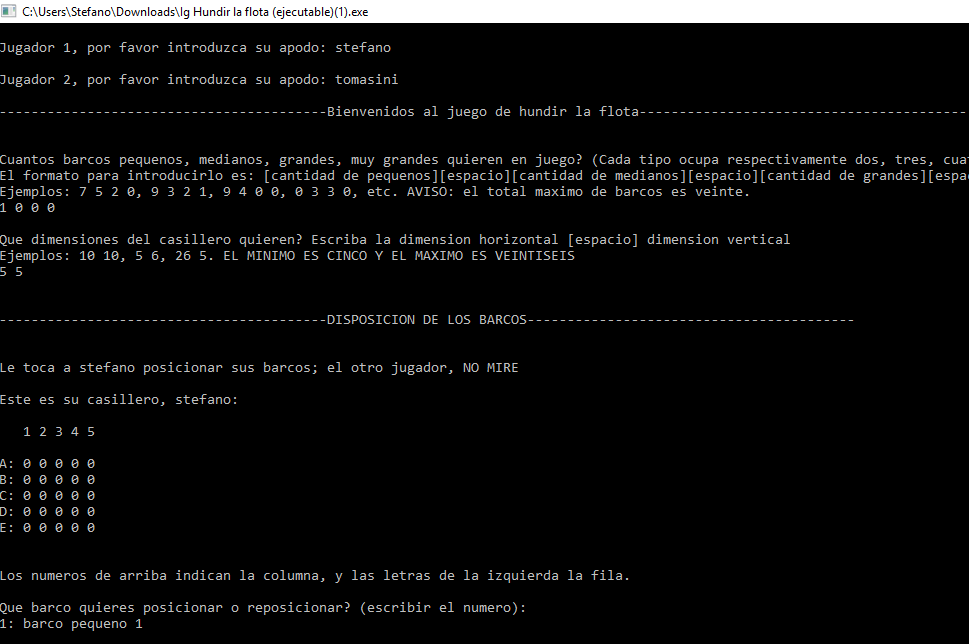 C:\Users\Stefano\Downloads\Ig Hundir la flota (ejecutable)(1).exe
Jugador 1, por favor introduzca su apodo: stefano
Jugador 2, por favor introduzca su apodo: tomasini
-----------------------------------------Bienvenidos al juego de hundir la flota-----------------------------------------
Cuantos barcos pequenos, medianos, grandes, muy grandes quieren en juego? (Cada tipo ocupa respectivamente dos, tres, cua
El formato para introducirlo es: [cantidad de pequenos][espacio][cantidad de medianos][espacio][cantidad de grandes][espa
Ejemplos: 7 5 2 0, 9 3 2 1, 9 4 0 0, 0 3 3 0, etc. AVISO: el total maximo de barcos es veinte.
1 0 0 0
Que dimensiones del casillero quieren? Escriba la dimension horizontal [espacio] dimension vertical
Ejemplos: 10 10, 5 6, 26 5. EL MINIMO ES CINCO Y EL MAXIMO ES VEINTISEIS
5 5
-----------------------------------------DISPOSICION DE LOS BARCOS-----------------------------------------
Le toca a stefano posicionar sus barcos; el otro jugador, NO MIRE
Este es su casillero, stefano:
1 2 3 4 5
A: 0 0 0 0 0
B: 0 0 0 0 0
C: 0 0 0 0 0
D: 0 0 0 0 0
E: 0 0 0 0 0
Los numeros de arriba indican la columna, y las letras de la izquierda la fila.
Que barco quieres posicionar o reposicionar? (escribir el numero):
1: barco pequeno 1